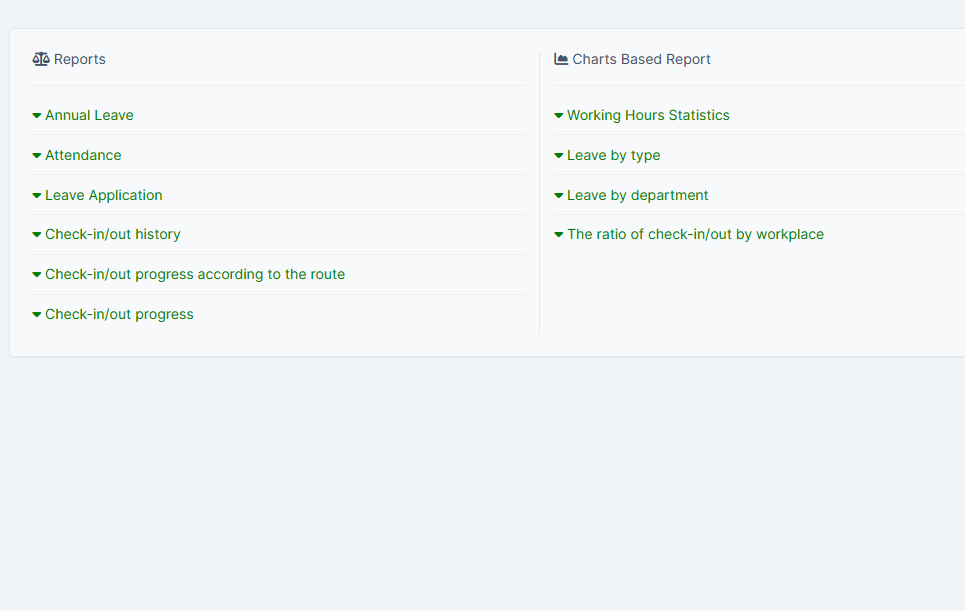 Reports
Annual Leave
Attendance
Leave Application
Check-in/out history
Check-in/out progress according to the route
Check-in/out progress
Charts Based Report
Working Hours Statistics
Leave by type
Leave by department
The ratio of check-in/out by workplace